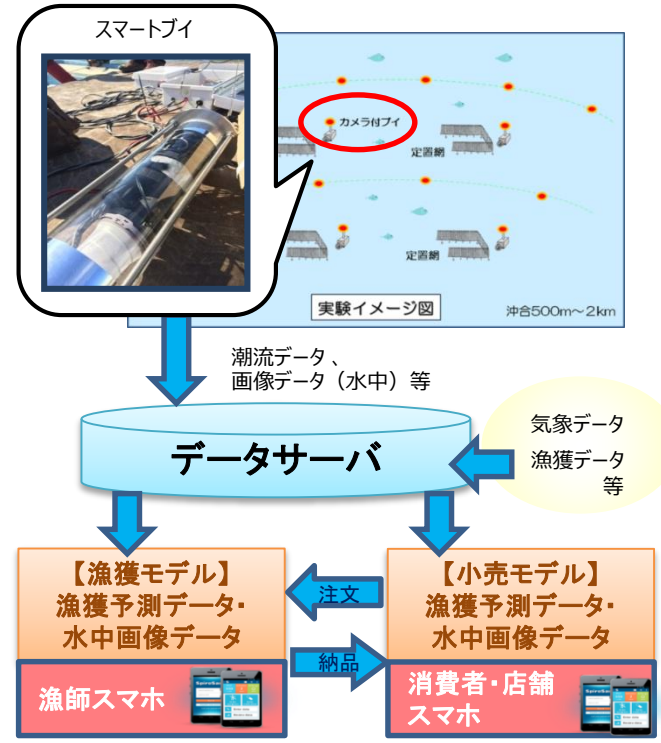 スマートブイ
カメラ付ブイ
定置網
定置網
実験イメージ図
沖合500m～2km
潮流データ、
画像データ（水中）等
気象データ
漁獲データ
等
データサーバ
【漁獲モデル】
漁獲予測データ・
水中画像データ
注文
納品
【小売モデル】
漁獲予測データ・
水中画像データ
漁師スマホ
消費者・店舗
スマホ